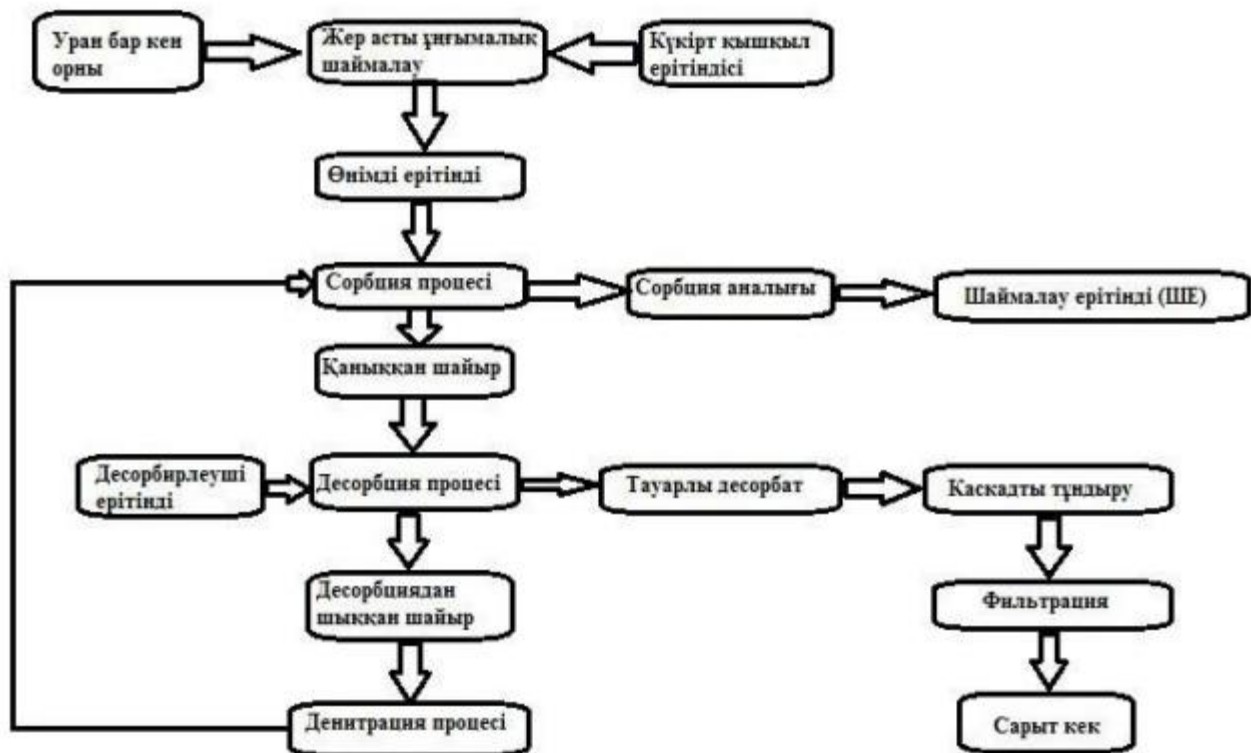 Уран бар кен
орны
Жер асты ұнғымалық
шаймалау
Күкірт қышқыл
ерітіндісі
Өнімді ерітінді
Сорбция процесі
Сорбция аналығы
Шаймалау ерітінді (ШЕ)
Қаныққан шайыр
Десорбирлеуші
ерітінді
Десорбция процесі
Тауарлы десорбат
Каскадты тұндыру
Десорбциядан
шыққан шайыр
Фильтрация
Денитрация процесі
Сарыт кек